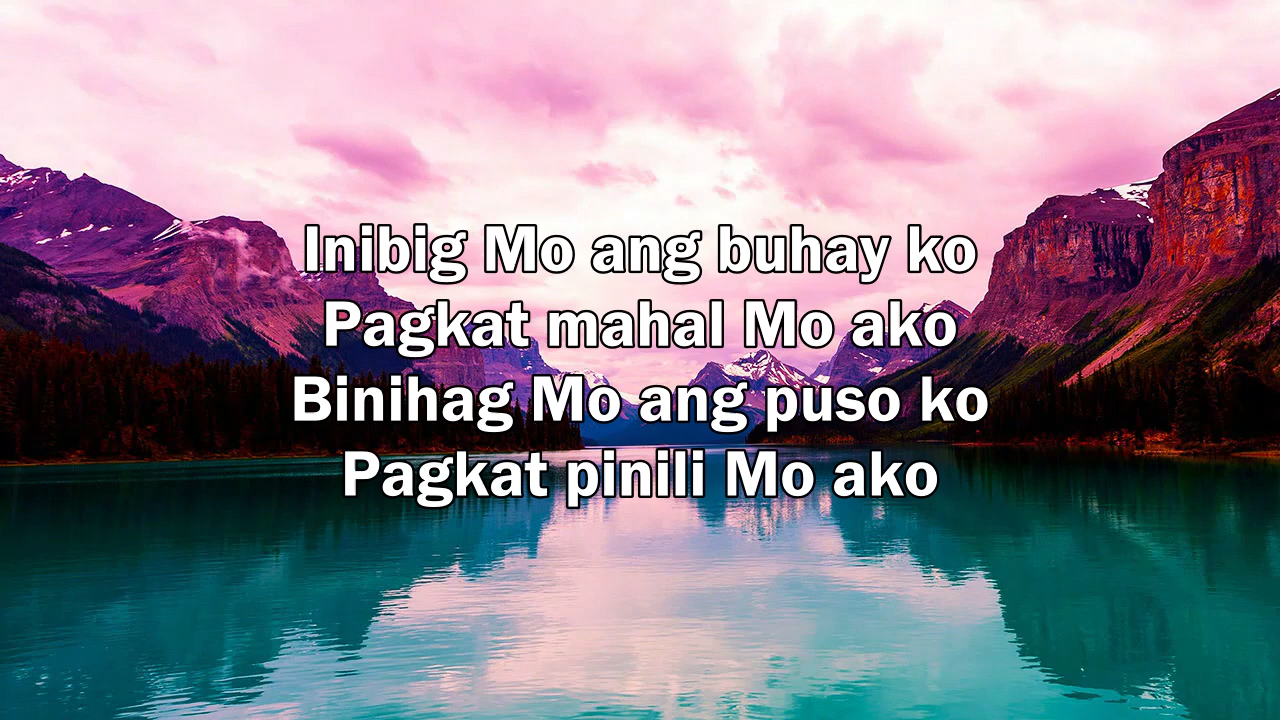 Inibig Mo ang buhay ko
Pagkat mahal Mo ako
Binihag Mo ang puso ko
Pagkat pinili Mo ako